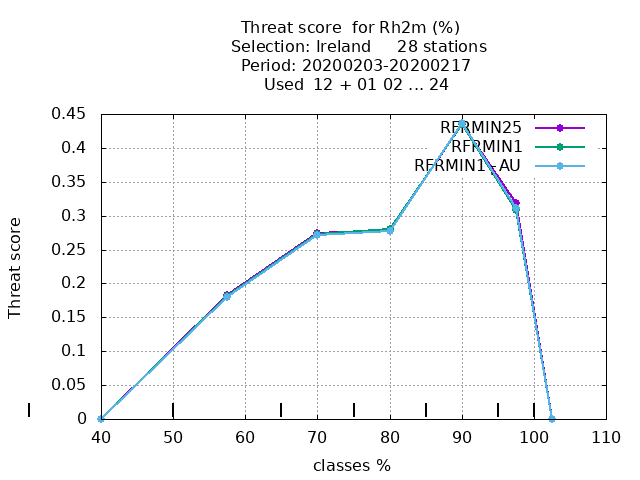 Threat score  for Rh2m (%)
Selection: Ireland     28 stations
Period: 20200203-20200217
Used  12 + 01 02 ... 24
0.45
0.4
0.35
0.3
0.25
0.2
0.15
0.1
0.05
0
Threat score
RFRMIN25
RFRMIN1
RFRMIN1+AU
40 50 60 70 80 90 100 110
classes %